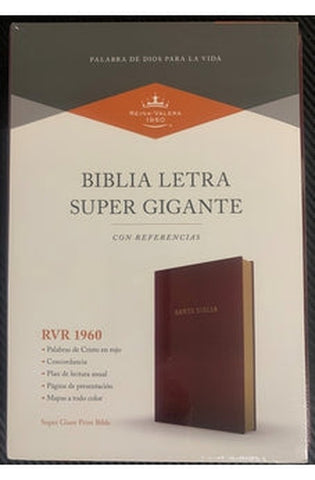 PALABRA DE DIOS PARA LA VIDA
REINA-VALERA
1960
BIBLIA LETRA
SUPER GIGANTE
CON REFERENCIAS
SANTA BIBLIA
RVR 1960
• Palabras de Cristo en rojo
• Concordancia
• Plan de lectura anual
• Página de presentación
• Mapas a todo color
Super Giant Print Bible